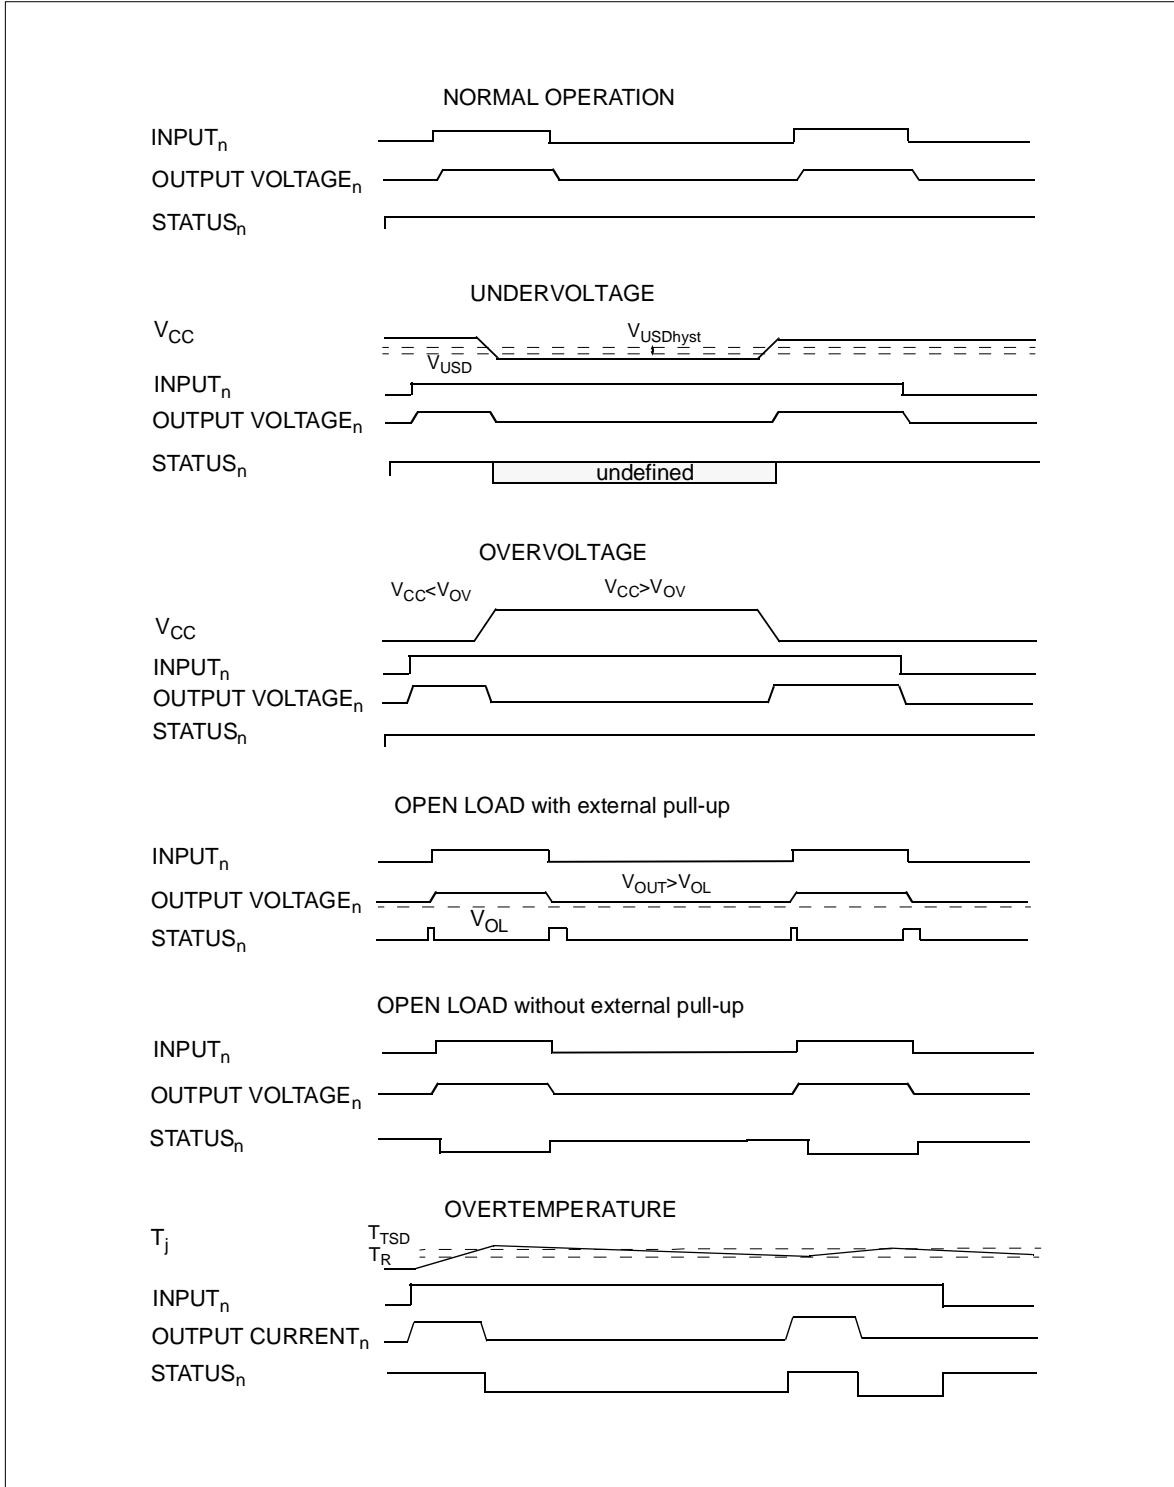 NORMAL OPERATION
INPUTn
OUTPUT VOLTAGEn
STATUSn
UNDERVOLTAGE
VCC
VUSDhyst
VUSD
INPUTn
OUTPUT VOLTAGEn
STATUSn
undefined
OVERVOLTAGE
VCC<VOV
VCC>VOV
VCC
INPUTn
OUTPUT VOLTAGEn
STATUSn
OPEN LOAD with external pull-up
INPUTn
VOUT>VOL
OUTPUT VOLTAGEn
VOL
STATUSn
OPEN LOAD without external pull-up
INPUTn
OUTPUT VOLTAGEn
STATUSn
OVERTEMPERATURE
Tj
TTSD
TR
INPUTn
OUTPUT CURRENTn
STATUSn